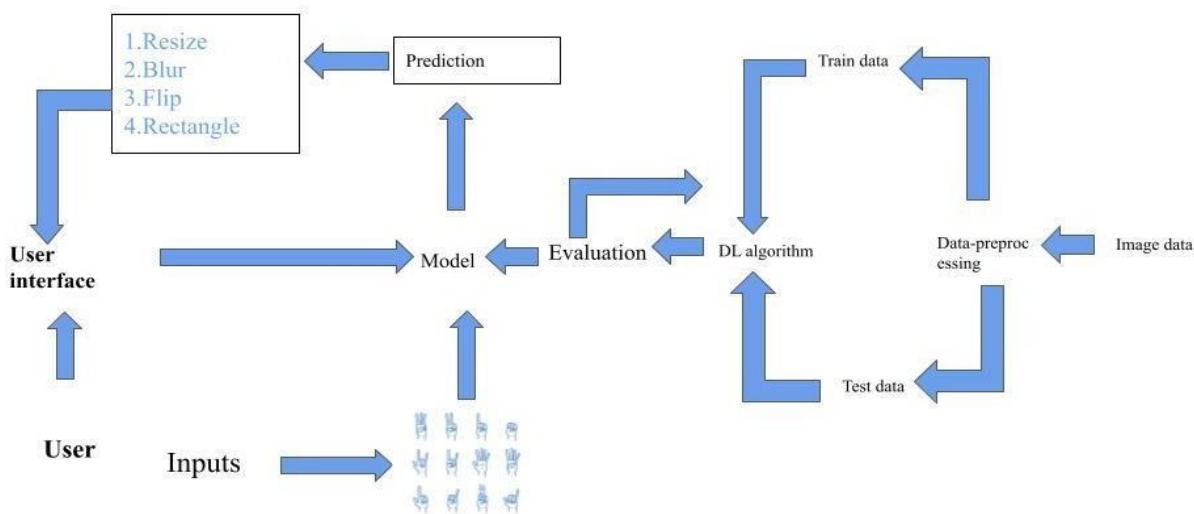 1.Resize
2.Blur
3.Flip
4.Rectangle
Prediction
Train data
User
interface
Model
Evaluation
DL algorithm
Data-preproc
essing
Image data
Test data
User
Inputs